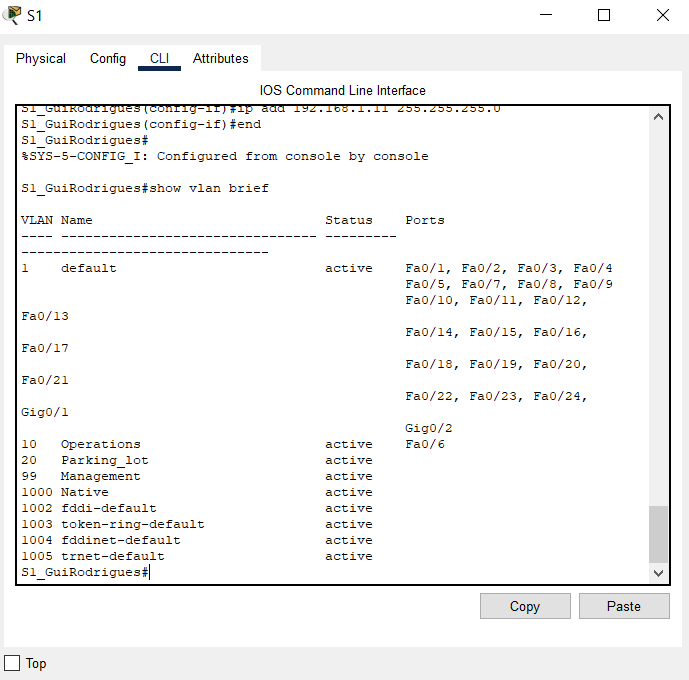 S1
Physical Config CLI Attributes
IOS Command Line Interface
S1_GuiRodrigues(config-if)#ip add 192.168.1.11 255.255.255.0
S1_GuiRodrigues(config-if)#end
S1_GuiRodrigues#
%SYS-5-CONFIG_I: Configured from console by console
S1_GuiRodrigues#show vlan brief
VLAN Name Status Ports
---- -------------------------------- ---------
-------------------------------
1 default active Fa0/1, Fa0/2, Fa0/3, Fa0/4
Fa0/5, Fa0/7, Fa0/8, Fa0/9
Fa0/10, Fa0/11, Fa0/12,
Fa0/13
Fa0/14, Fa0/15, Fa0/16,
Fa0/17
Fa0/18, Fa0/19, Fa0/20,
Fa0/21
Fa0/22, Fa0/23, Fa0/24,
Gig0/1
Gig0/2
10 Operations active Fa0/6
20 Parking_lot active
99 Management active
1000 Native active
1002 fddi-default active
1003 token-ring-default active
1004 fddinet-default active
1005 trnet-default active
S1_GuiRodrigues#
Copy Paste
Top